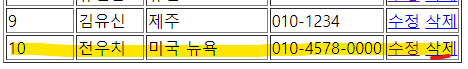 9 김유신 제주 010-1234 수정 삭제
10 전우치 미국 뉴욕 010-4578-0000 수정 삭제